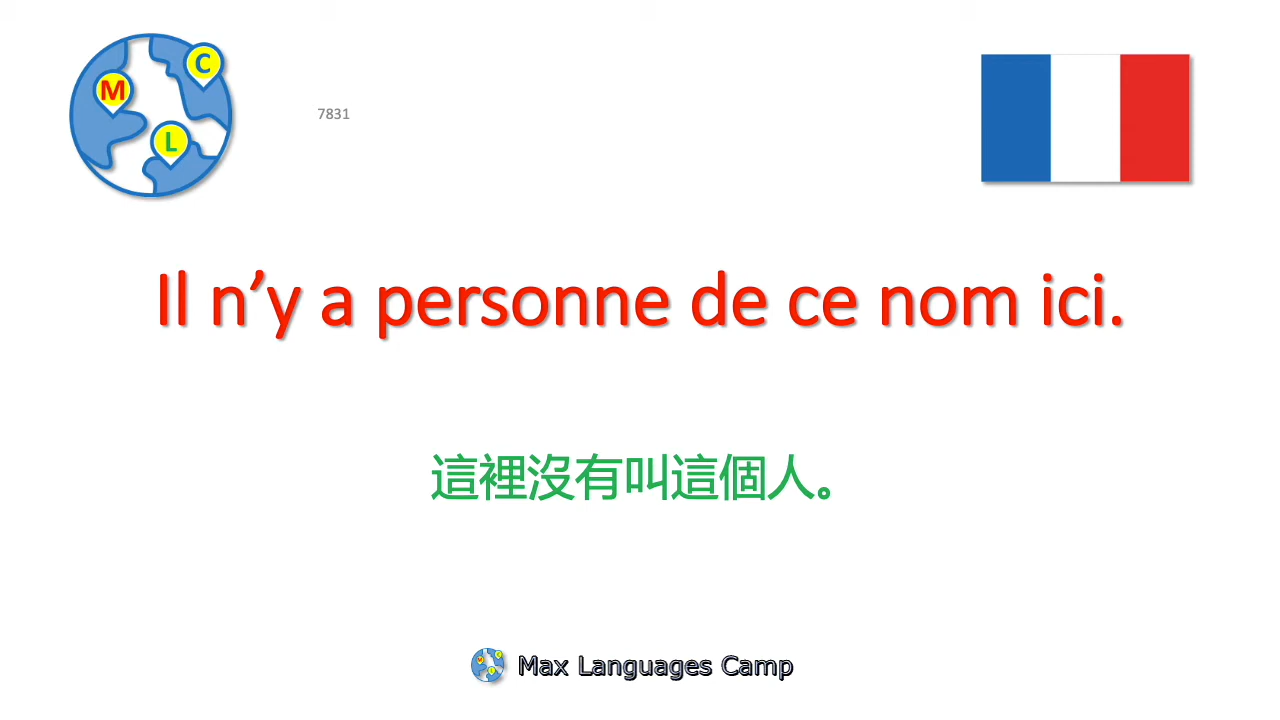 C
M
L
7831
Il n’y a personne de ce nom ici.
這裡沒有叫這個人。
Max Languages Camp